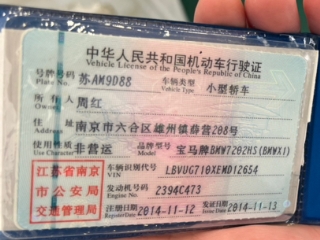 中华人民共和国机动车行驶证
Vehicle License of the People's Republic of China
号牌号码 苏AM9D88 车辆类型 小型轿车
Plate No. Vehicle Type
所有人 周红
Owner
住址 南京市六合区雄州镇薛营208号
Address
使用性质 非营运 品牌型号 宝马牌BMW7202HS(BMWX1)
Use Character
江苏省南京市公安局交通管理局
车辆识别代号 LBVUG710XEMD12654
VIN
发动机号码 2394C473
Engine No.
注册日期 2014-11-12 发证日期 2014-11-13
Register Date Issue Date